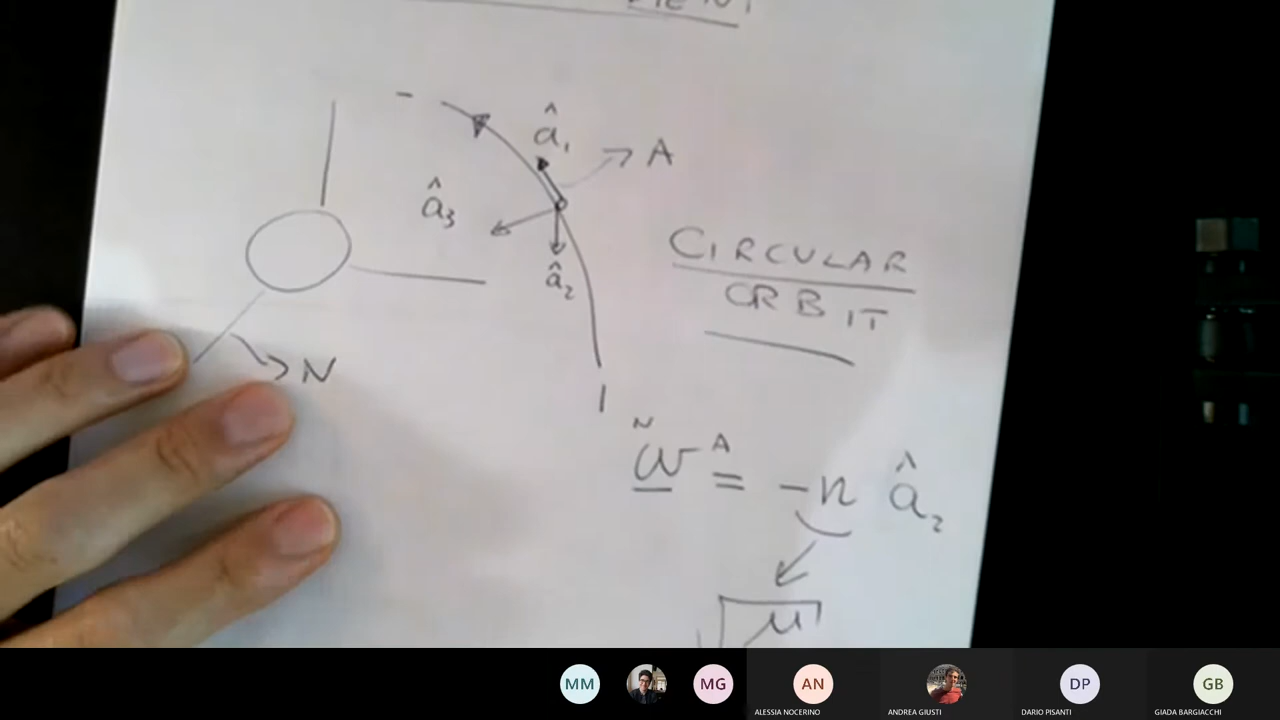 â₁
A
â₃
â₂
CIRCULAR
ORBIT
N
ᴺω̲ᴬ = -n â₂
√μ
MM
MG
AN
DP
GB
ALESSIA NOCERINO
ANDREA GIUSTI
DARIO PISANTI
GIADA BARGIACCHI